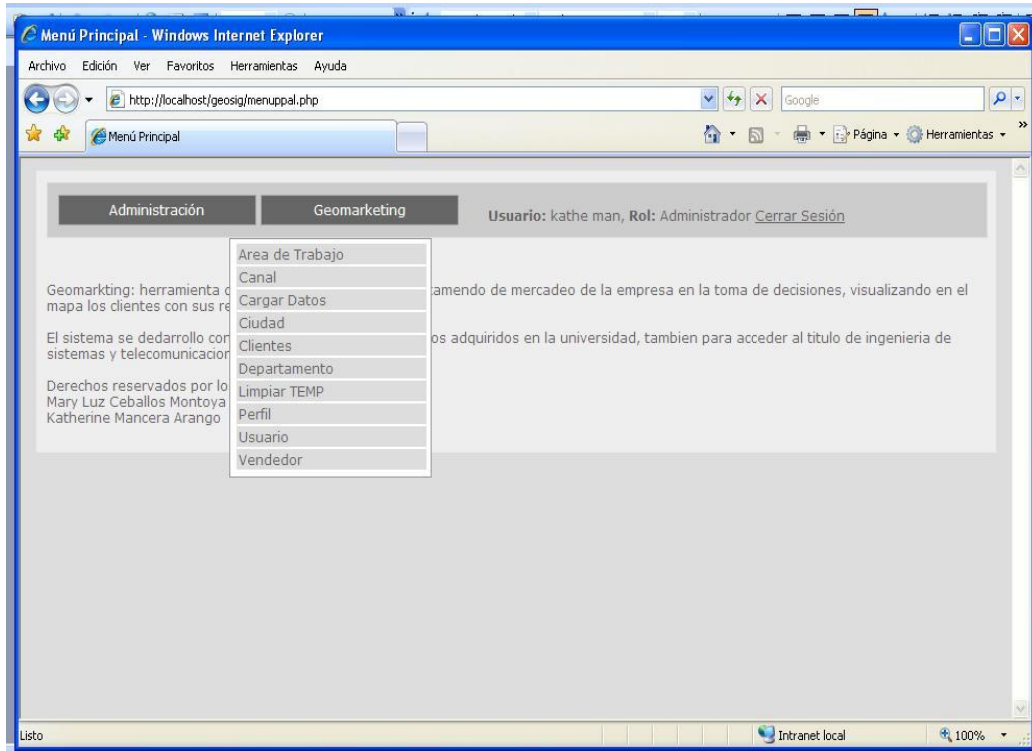 Menú Principal - Windows Internet Explorer
Archivo Edición Ver Favoritos Herramientas Ayuda
http://localhost/geosig/menuppal.php
Google
Menú Principal
Página
Herramientas
Administración
Geomarketing
Usuario: kathe man, Rol: Administrador Cerrar Sesión
Area de Trabajo
Canal
Cargar Datos
Ciudad
Clientes
Departamento
Limpiar TEMP
Perfil
Usuario
Vendedor
Geomarkting: herramienta tamendo de mercadeo de la empresa en la toma de decisiones, visualizando en el
mapa los clientes con sus
El sistema se dedarrollo con os adquiridos en la universidad, tambien para acceder al titulo de ingenieria de
sistemas y telecomunicacion
Derechos reservados por lo
Mary Luz Ceballos Montoya
Katherine Mancera Arango
Listo
Intranet local
100%